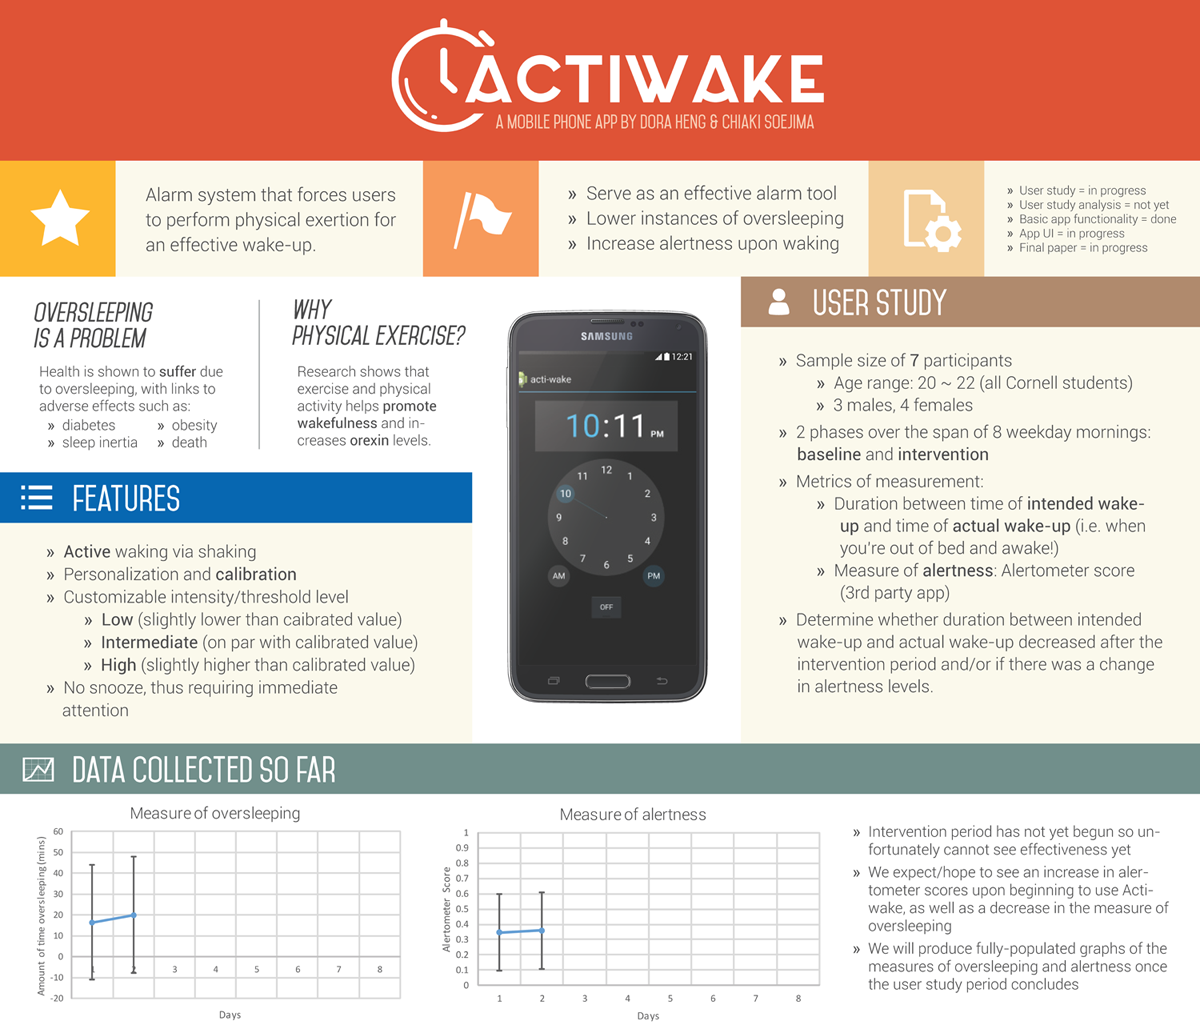 ACTIWAKE
A MOBILE PHONE APP BY DORA HENG & CHIAKI SOEJIMA
Alarm system that forces users
to perform physical exertion for
an effective wake-up.
» Serve as an effective alarm tool
» Lower instances of oversleeping
» Increase alertness upon waking
» User study = in progress
» User study analysis = not yet
» Basic app functionality = done
» App UI = in progress
» Final paper = in progress
OVERSLEEPING
IS A PROBLEM
Health is shown to suffer due
to oversleeping, with links to
adverse effects such as:
» diabetes » obesity
» sleep inertia » death
WHY
PHYSICAL EXERCISE?
Research shows that
exercise and physical
activity helps promote
wakefulness and in-
creases orexin levels.
FEATURES
» Active waking via shaking
» Personalization and calibration
» Customizable intensity/threshold level
» Low (slightly lower than caibrated value)
» Intermediate (on par with calibrated value)
» High (slightly higher than calibrated value)
» No snooze, thus requiring immediate
attention
SAMSUNG
12:21
acti-wake
10:11 PM
12
11 1
10 2
9 3
8 4
7 5
6
AM PM
OFF
USER STUDY
» Sample size of 7 participants
» Age range: 20 ~ 22 (all Cornell students)
» 3 males, 4 females
» 2 phases over the span of 8 weekday mornings:
baseline and intervention
» Metrics of measurement:
» Duration between time of intended wake-
up and time of actual wake-up (i.e. when
you're out of bed and awake!)
» Measure of alertness: Alertometer score
(3rd party app)
» Determine whether duration between intended
wake-up and actual wake-up decreased after the
intervention period and/or if there was a change
in alertness levels.
DATA COLLECTED SO FAR
Measure of oversleeping
Amount of time oversleeping (mins)
60
50
40
30
20
10
0
-10
-20
1 2 3 4 5 6 7 8
Days
Measure of alertness
Alertometer Score
1
0.9
0.8
0.7
0.6
0.5
0.4
0.3
0.2
0.1
0
1 2 3 4 5 6 7 8
Days
» Intervention period has not yet begun so un-
fortunately cannot see effectiveness yet
» We expect/hope to see an increase in aler-
tometer scores upon beginning to use Acti-
wake, as well as a decrease in the measure of
oversleeping
» We will produce fully-populated graphs of the
measures of oversleeping and alertness once
the user study period concludes